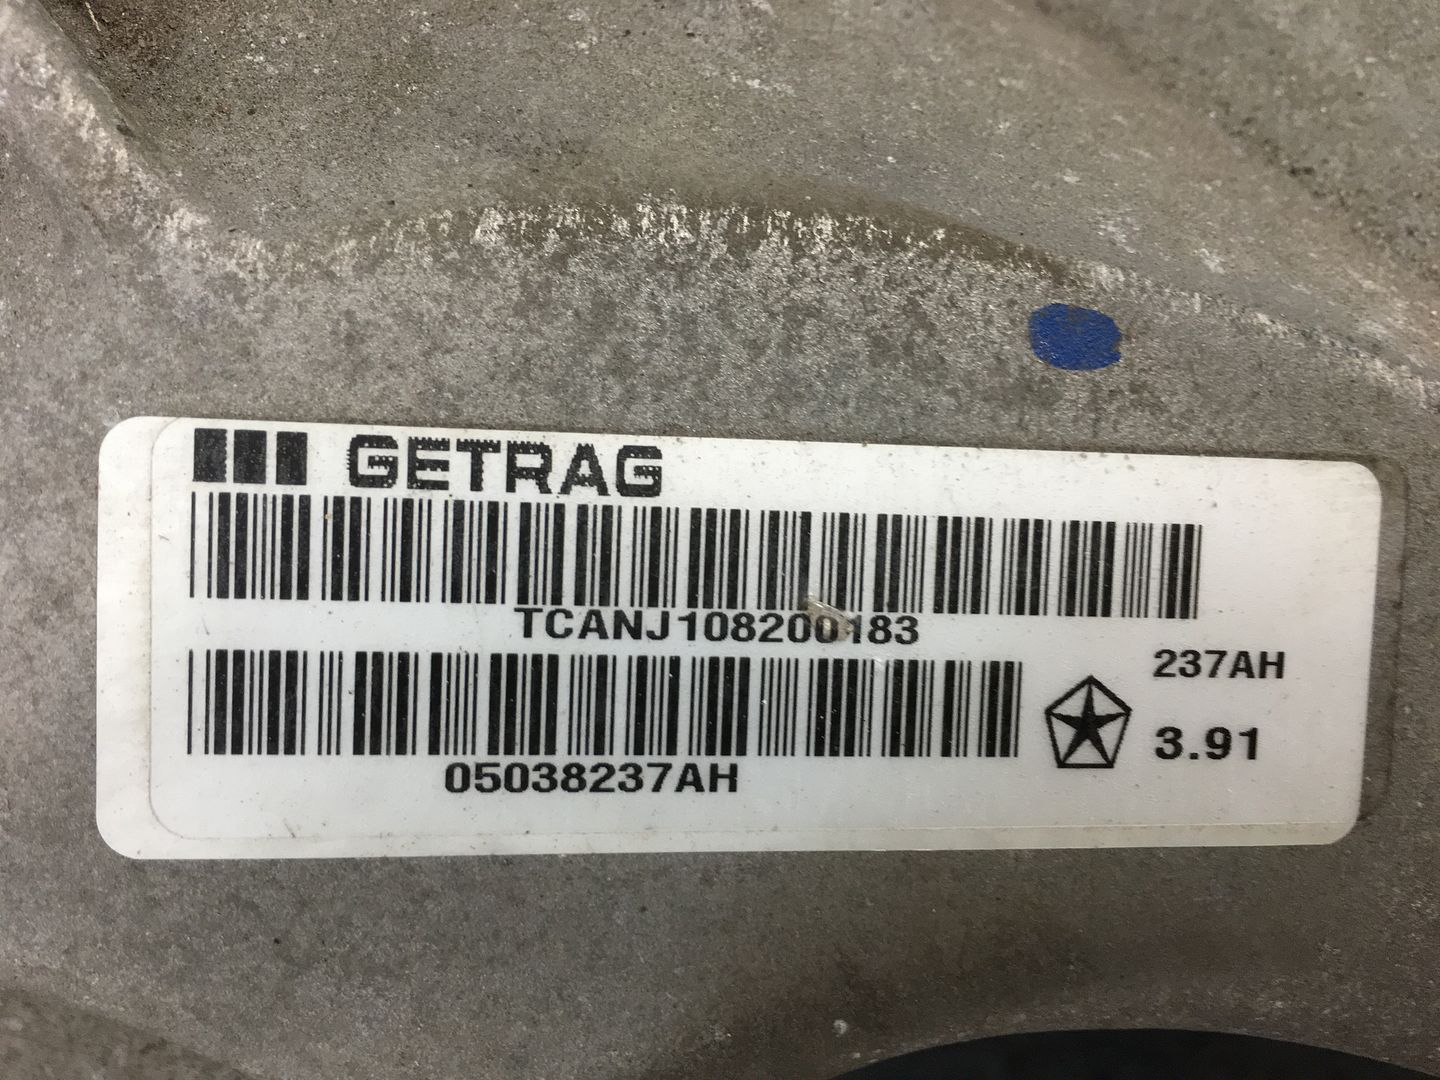 GETRAG
TCANJ108200183
237AH
3.91
05038237AH